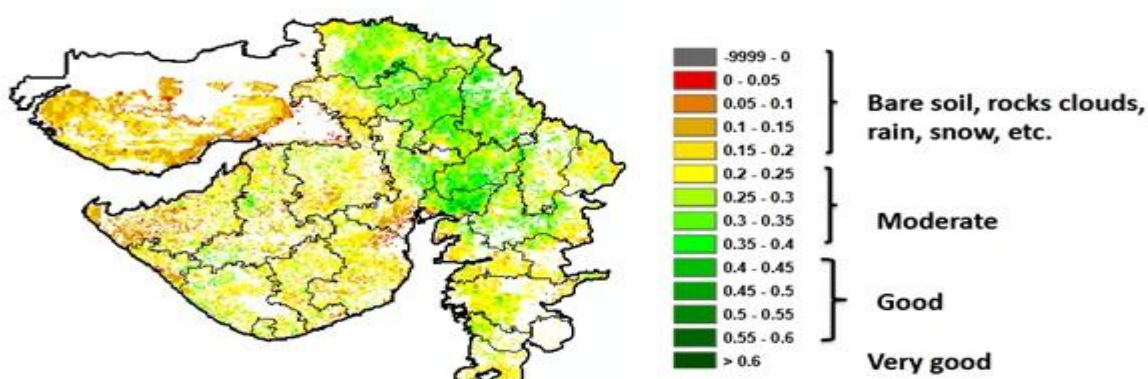 -9999 - 0
0 - 0.05
0.05 - 0.1
0.1 - 0.15
0.15 - 0.2
0.2 - 0.25
0.25 - 0.3
0.3 - 0.35
0.35 - 0.4
0.4 - 0.45
0.45 - 0.5
0.5 - 0.55
0.55 - 0.6
> 0.6
Bare soil, rocks clouds,
rain, snow, etc.
Moderate
Good
Very good